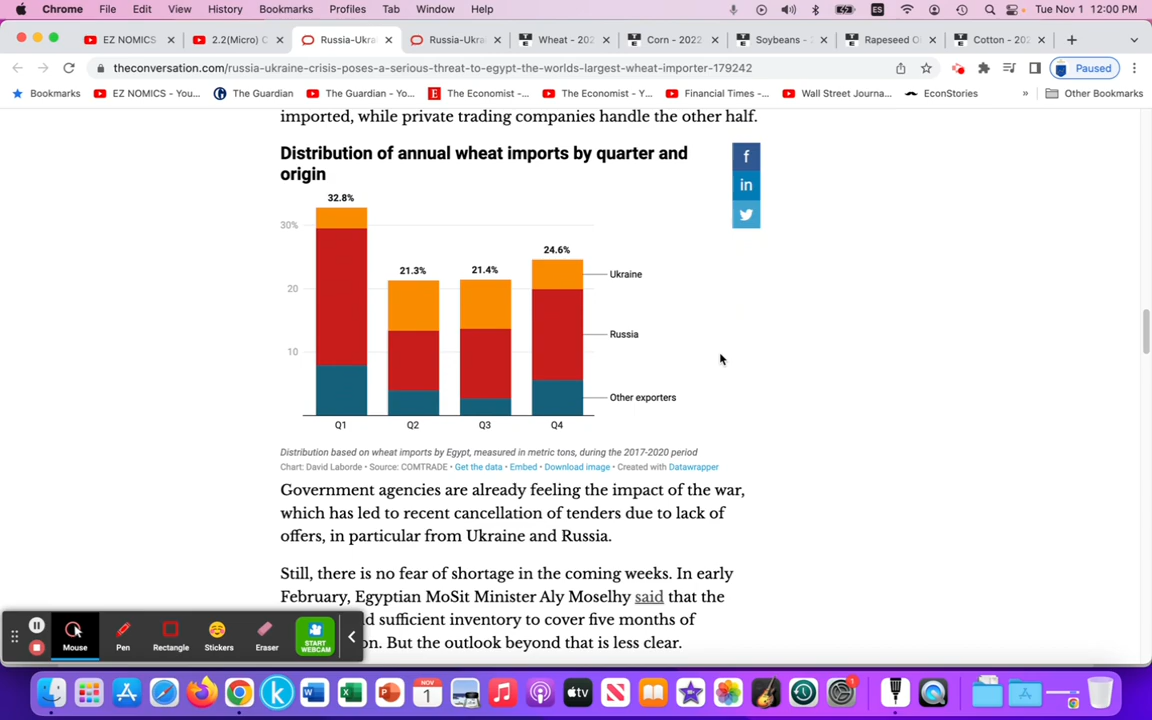 Chrome File Edit View History Bookmarks Profiles Tab Window Help ES Tue Nov 1 12:00 PM
EZ NOMICS 2.2(Micro) C Russia-Ukra Russia-Ukra Wheat - 202 Corn - 2022 Soybeans - 2 Rapeseed O Cotton - 202
theconversation.com/russia-ukraine-crisis-poses-a-serious-threat-to-egypt-the-worlds-largest-wheat-importer-179242 Paused
Bookmarks EZ NOMICS - You... The Guardian The Guardian - Yo... The Economist -... The Economist - Y... Financial Times -... Wall Street Journa... EconStories » Other Bookmarks
imported, while private trading companies handle the other half.
Distribution of annual wheat imports by quarter and
origin
f
in
32.8%
30%
24.6%
21.3%
21.4%
Ukraine
20
Russia
10
Other exporters
Q1 Q2 Q3 Q4
Distribution based on wheat imports by Egypt, measured in metric tons, during the 2017-2020 period
Chart: David Laborde • Source: COMTRADE • Get the data • Embed • Download image • Created with Datawrapper
Government agencies are already feeling the impact of the war,
which has led to recent cancellation of tenders due to lack of
offers, in particular from Ukraine and Russia.
Still, there is no fear of shortage in the coming weeks. In early
February, Egyptian MoSit Minister Aly Moselhy said that the
sufficient inventory to cover five months of
But the outlook beyond that is less clear.
Mouse Pen Rectangle Stickers Eraser START WEBCAM
NOV
1
1